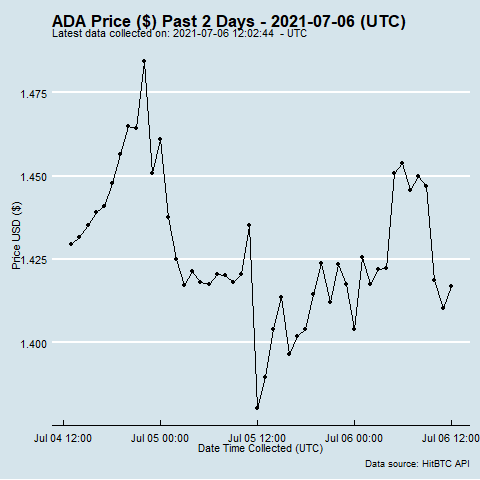 ADA Price ($) Past 2 Days - 2021-07-06 (UTC)
Latest data collected on: 2021-07-06 12:02:44 - UTC
1.475
1.450
1.425
1.400
Price USD ($)
Jul 04 12:00 Jul 05 00:00 Jul 05 12:00 Jul 06 00:00 Jul 06 12:00
Date Time Collected (UTC)
Data source: HitBTC API